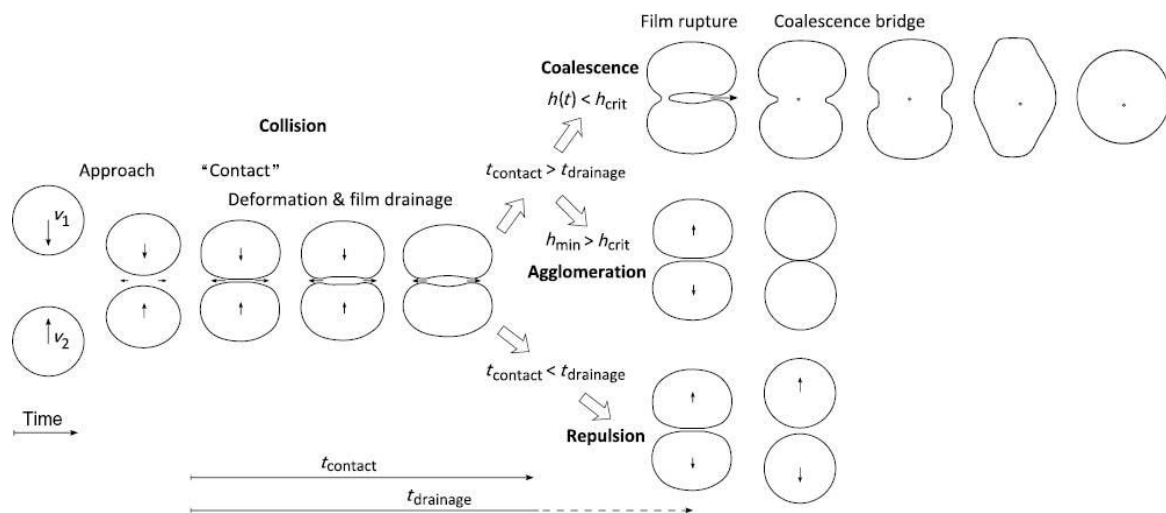 Film rupture
Coalescence bridge
Coalescence
h(t) < hcrit
Collision
Approach
“Contact”
Deformation & film drainage
tcontact > tdrainage
v1
hmin > hcrit
Agglomeration
v2
tcontact < tdrainage
Time
Repulsion
tcontact
tdrainage